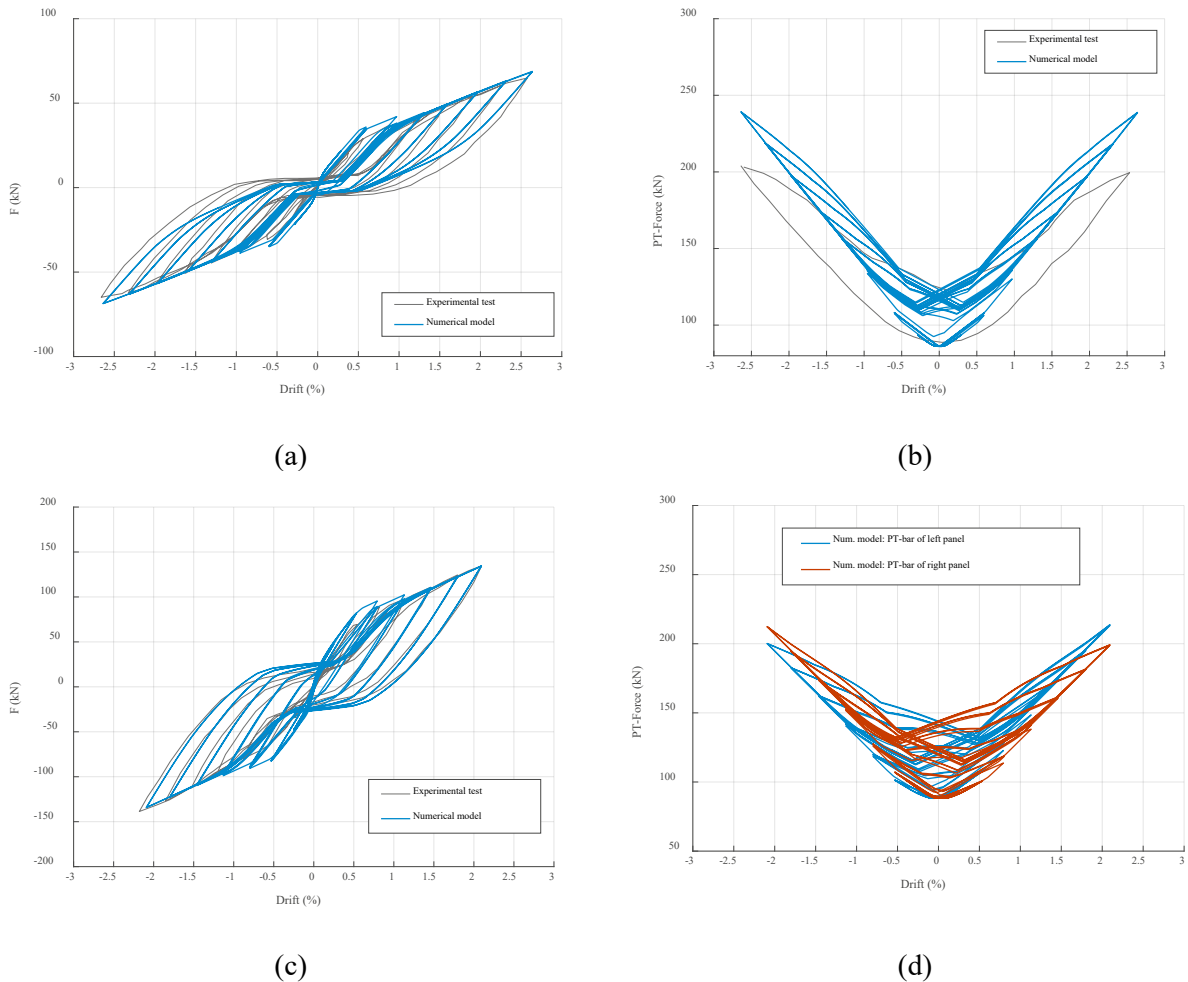 100
50
0
-50
-100
F (kN)
-3 -2.5 -2 -1.5 -1 -0.5 0 0.5 1 1.5 2 2.5 3
Drift (%)
Experimental test
Numerical model
(a)
300
250
200
150
100
PT-Force (kN)
-3 -2.5 -2 -1.5 -1 -0.5 0 0.5 1 1.5 2 2.5 3
Drift (%)
Experimental test
Numerical model
(b)
200
150
100
50
0
-50
-100
-150
-200
F (kN)
-3 -2.5 -2 -1.5 -1 -0.5 0 0.5 1 1.5 2 2.5 3
Drift (%)
Experimental test
Numerical model
(c)
300
250
200
150
100
50
PT-Force (kN)
-3 -2.5 -2 -1.5 -1 -0.5 0 0.5 1 1.5 2 2.5 3
Drift (%)
Num. model: PT-bar of left panel
Num. model: PT-bar of right panel
(d)